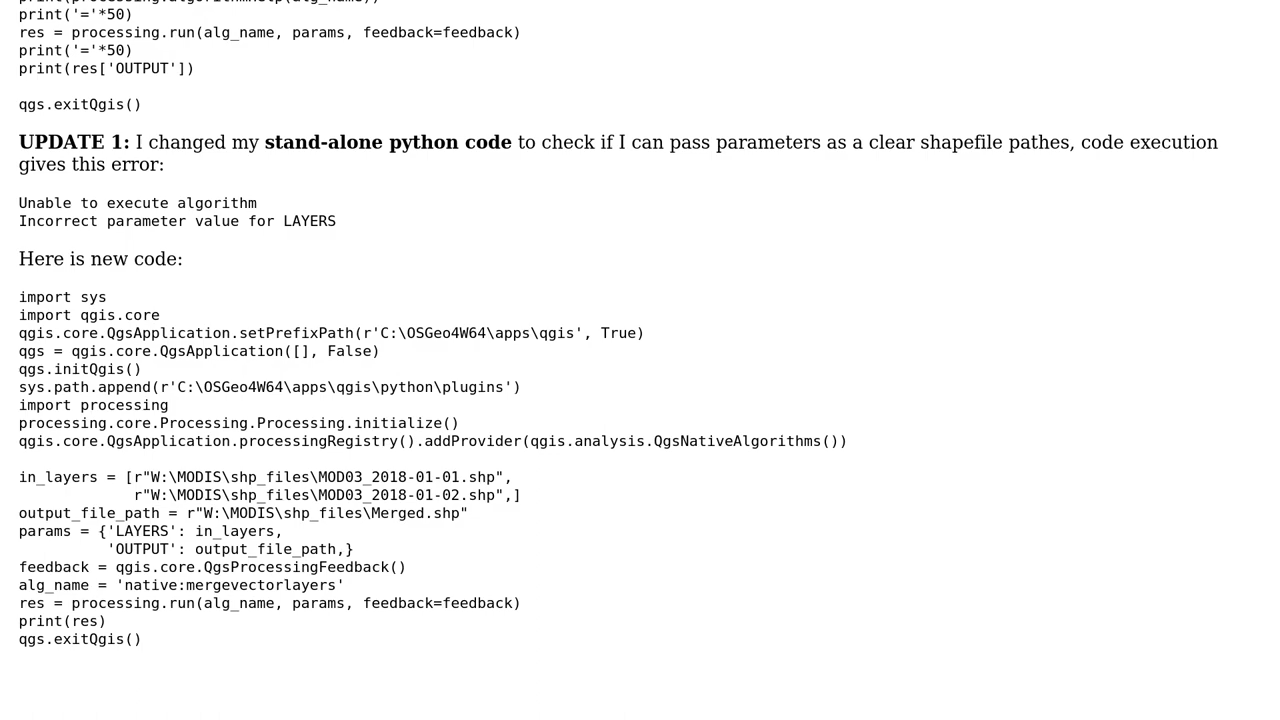 print(processing.algorithmHelp(alg_name))
print('='*50)
res = processing.run(alg_name, params, feedback=feedback)
print('='*50)
print(res['OUTPUT'])
qgs.exitQgis()
UPDATE 1: I changed my stand-alone python code to check if I can pass parameters as a clear shapefile pathes, code execution
gives this error:
Unable to execute algorithm
Incorrect parameter value for LAYERS
Here is new code:
import sys
import qgis.core
qgis.core.QgsApplication.setPrefixPath(r'C:\OSGeo4W64\apps\qgis', True)
qgs = qgis.core.QgsApplication([], False)
qgs.initQgis()
sys.path.append(r'C:\OSGeo4W64\apps\qgis\python\plugins')
import processing
processing.core.Processing.Processing.initialize()
qgis.core.QgsApplication.processingRegistry().addProvider(qgis.analysis.QgsNativeAlgorithms())
in_layers = [r"W:\MODIS\shp_files\MOD03_2018-01-01.shp",
             r"W:\MODIS\shp_files\MOD03_2018-01-02.shp",]
output_file_path = r"W:\MODIS\shp_files\Merged.shp"
params = {'LAYERS': in_layers,
          'OUTPUT': output_file_path,}
feedback = qgis.core.QgsProcessingFeedback()
alg_name = 'native:mergevectorlayers'
res = processing.run(alg_name, params, feedback=feedback)
print(res)
qgs.exitQgis()